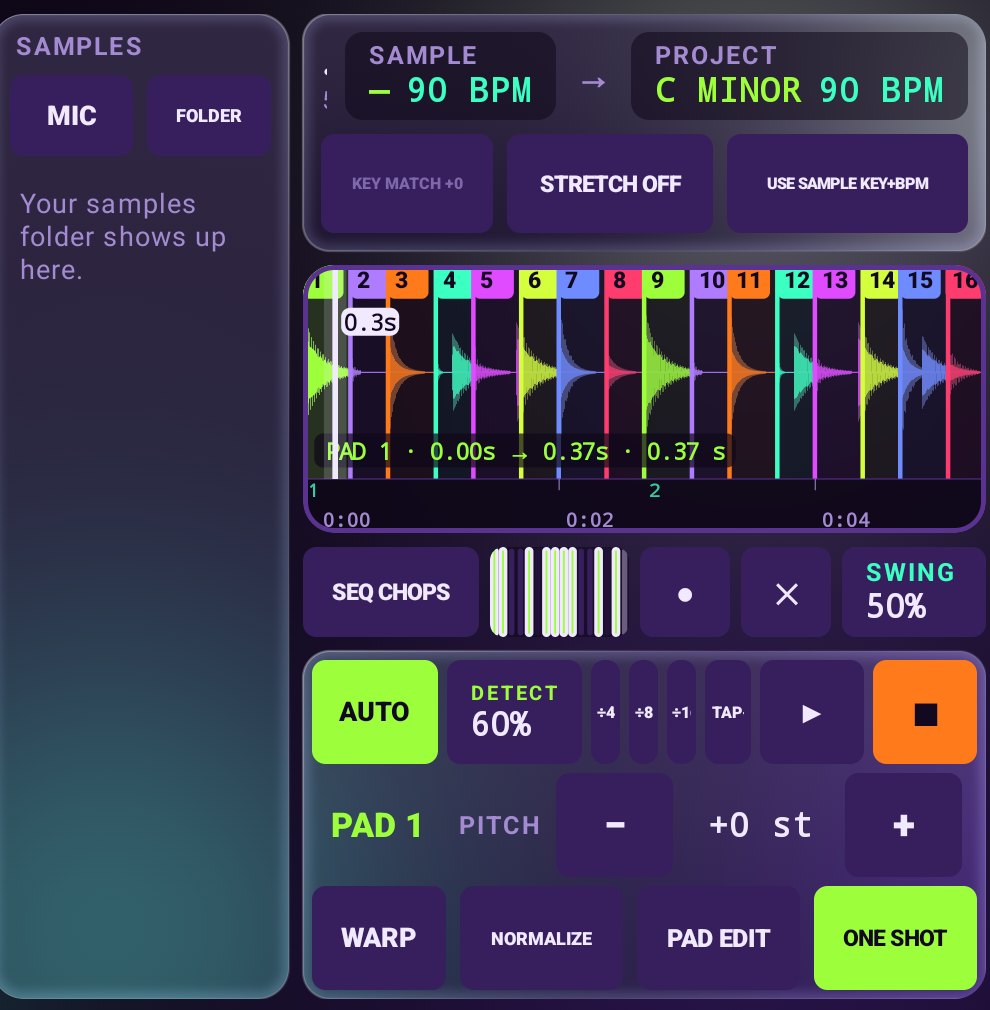 SAMPLES
MIC
FOLDER
Your samples
folder shows up
here.
SAMPLE
– 90 BPM
→
PROJECT
C MINOR 90 BPM
KEY MATCH +0
STRETCH OFF
USE SAMPLE KEY+BPM
1 2 3 4 5 6 7 8 9 10 11 12 13 14 15 16
0.3s
PAD 1 · 0.00s → 0.37s · 0.37 s
1 2
0:00 0:02 0:04
SEQ CHOPS
SWING
50%
AUTO
DETECT
60%
÷4
÷8
÷1
TAP
PAD 1
PITCH
−
+0 st
+
WARP
NORMALIZE
PAD EDIT
ONE SHOT